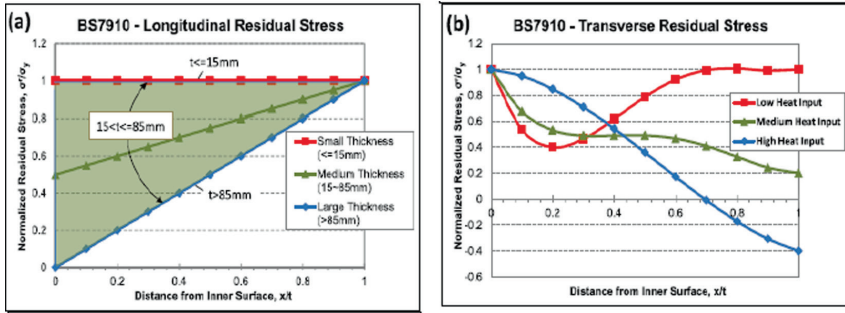 (a)
BS7910 - Longitudinal Residual Stress
Normalized Residual Stress, σʳ/σy
1.2
1
0.8
0.6
0.4
0.2
0
t<=15mm
15<t<=85mm
t>85mm
Small Thickness
(<=15mm)
Medium Thickness
(15~85mm)
Large Thickness
(>85mm)
0 0.2 0.4 0.6 0.8 1
Distance from Inner Surface, x/t
(b)
BS7910 - Transverse Residual Stress
Normalized Residual Stress, σʳ/σy
1.2
1.0
0.8
0.6
0.4
0.2
0
-0.2
-0.4
-0.6
Low Heat Input
Medium Heat Input
High Heat Input
0 0.2 0.4 0.6 0.8 1
Distance from Inner Surface, x/t